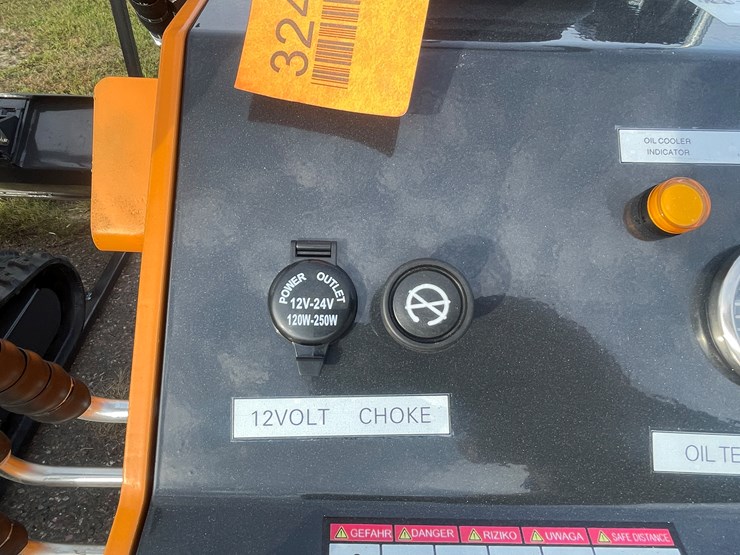 324
OIL COOLER
INDICATOR
POWER OUTLET
12V-24V
120W-250W
12VOLT CHOKE
OIL TE
GEFAHR DANGER RIZIKO UWAGA SAFE DISTANCE